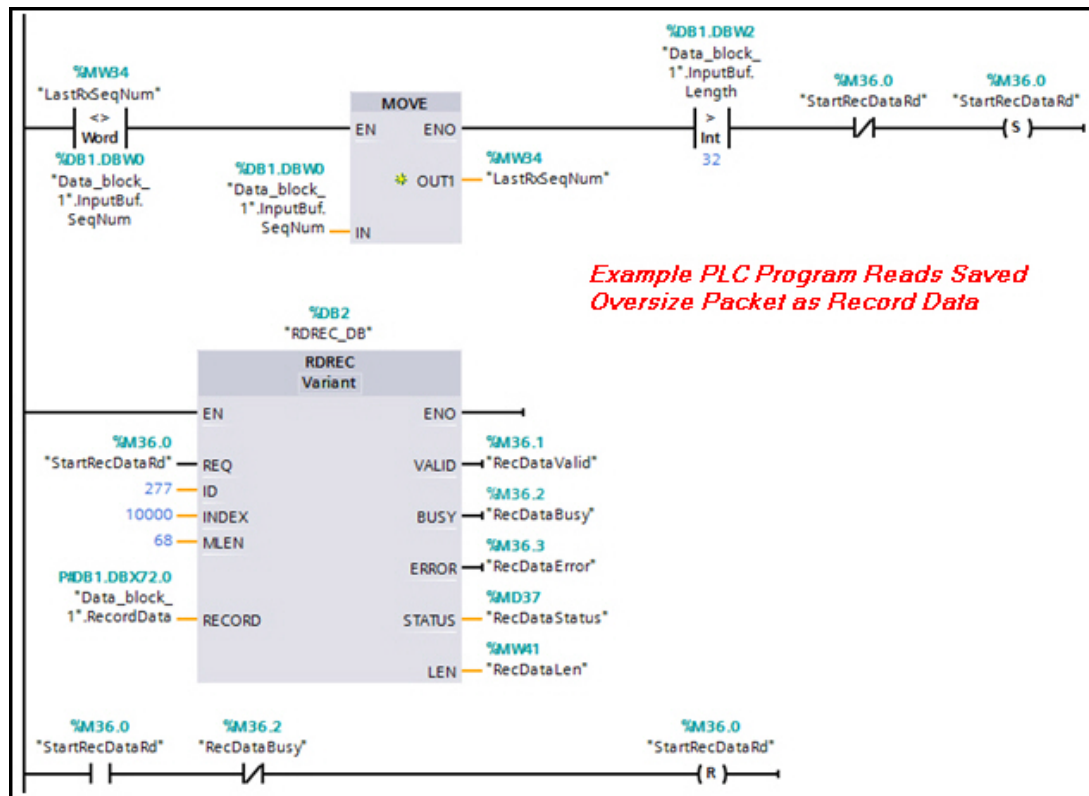 %DB1.DBW2
"Data_block_
1".InputBuf.
Length
%MW34
"LastRxSeqNum"
<>
Word
%DB1.DBW0
"Data_block_
1".InputBuf.
SeqNum
MOVE
EN ENO
%DB1.DBW0
"Data_block_
1".InputBuf.
SeqNum
IN
OUT1
%MW34
"LastRxSeqNum"
>
Int
32
%M36.0
"StartRecDataRd"
%M36.0
"StartRecDataRd"
( S )
Example PLC Program Reads Saved
Oversize Packet as Record Data
%DB2
"RDREC_DB"
RDREC
Variant
EN ENO
%M36.0
"StartRecDataRd" REQ
277 ID
10000 INDEX
68 MLEN
P#DB1.DBX72.0
"Data_block_
1".RecordData RECORD
%M36.1
VALID "RecDataValid"
%M36.2
BUSY "RecDataBusy"
%M36.3
ERROR "RecDataError"
%MD37
STATUS "RecDataStatus"
%MW41
LEN "RecDataLen"
%M36.0
"StartRecDataRd"
%M36.2
"RecDataBusy"
%M36.0
"StartRecDataRd"
( R )